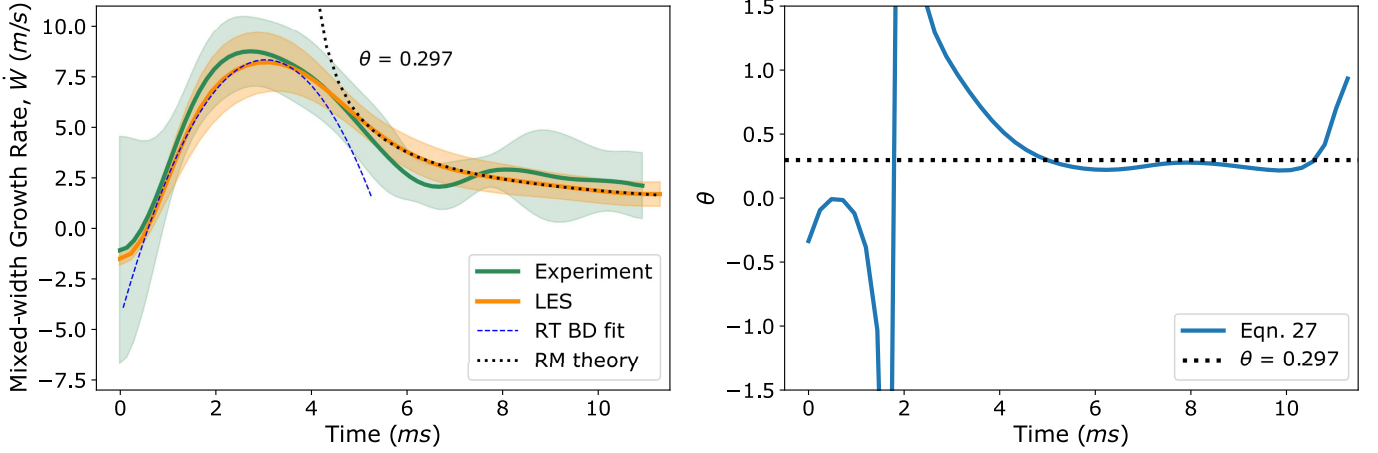 Mixed-width Growth Rate, Ẇ (m/s)
10.0
7.5
5.0
2.5
0.0
−2.5
−5.0
−7.5
θ = 0.297
Experiment
LES
RT BD fit
RM theory
0 2 4 6 8 10
Time (ms)
θ
1.5
1.0
0.5
0.0
−0.5
−1.0
−1.5
Eqn. 27
θ = 0.297
0 2 4 6 8 10
Time (ms)